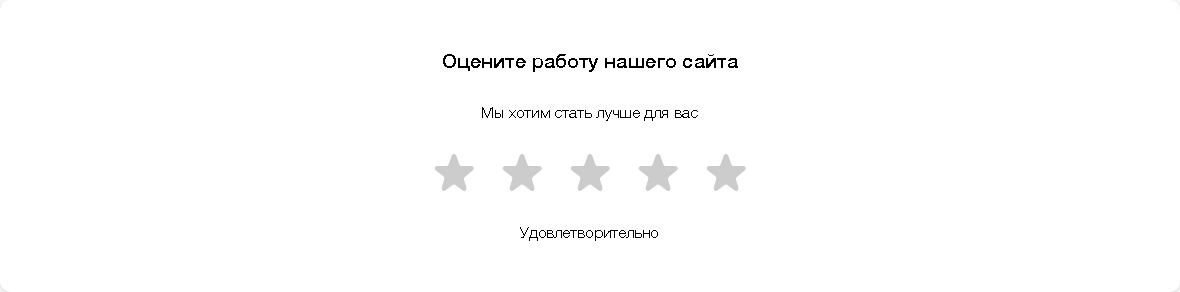 Оцените работу нашего сайта
Мы хотим стать лучше для вас
Удовлетворительно